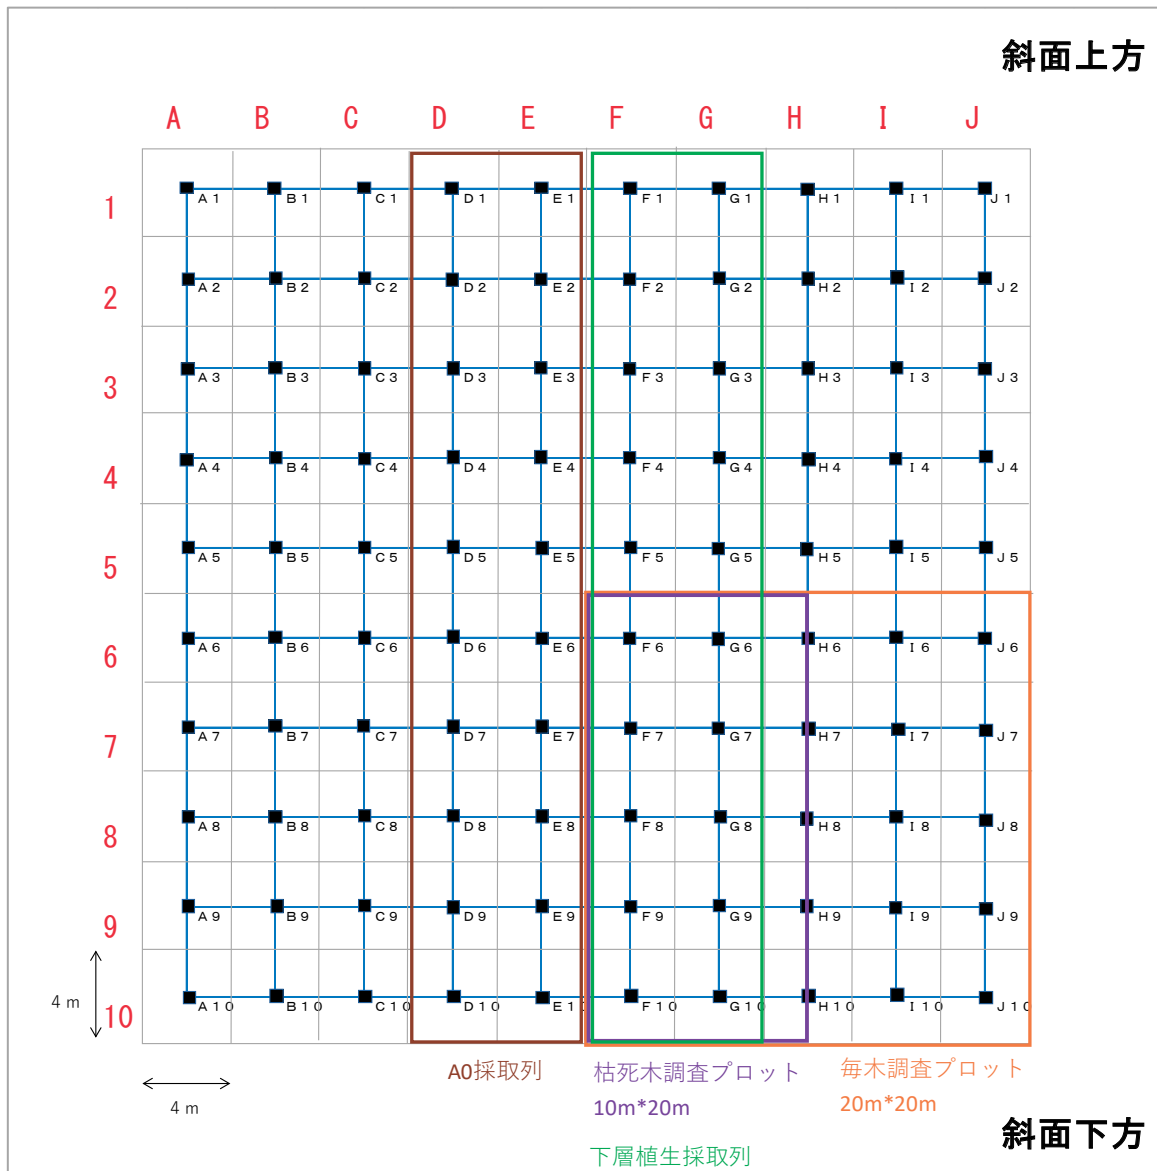 斜面上方
A B C D E F G H I J
1
A1 B1 C1 D1 E1 F1 G1 H1 I1 J1
2
A2 B2 C2 D2 E2 F2 G2 H2 I2 J2
3
A3 B3 C3 D3 E3 F3 G3 H3 I3 J3
4
A4 B4 C4 D4 E4 F4 G4 H4 I4 J4
5
A5 B5 C5 D5 E5 F5 G5 H5 I5 J5
6
A6 B6 C6 D6 E6 F6 G6 H6 I6 J6
7
A7 B7 C7 D7 E7 F7 G7 H7 I7 J7
8
A8 B8 C8 D8 E8 F8 G8 H8 I8 J8
9
A9 B9 C9 D9 E9 F9 G9 H9 I9 J9
4 m
10
A10 B10 C10 D10 E1 F10 G10 H10 I10 J10
4 m
A0採取列
枯死木調査プロット
10m*20m
毎木調査プロット
20m*20m
下層植生採取列
斜面下方